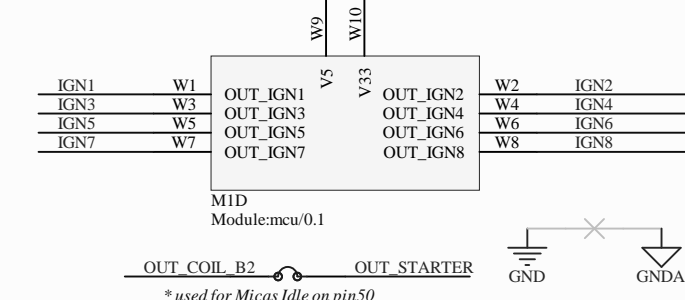 W9 W10
V5 V33
IGN1 W1 OUT_IGN1 OUT_IGN2 W2 IGN2
IGN3 W3 OUT_IGN3 OUT_IGN4 W4 IGN4
IGN5 W5 OUT_IGN5 OUT_IGN6 W6 IGN6
IGN7 W7 OUT_IGN7 OUT_IGN8 W8 IGN8
M1D
Module:mcu/0.1
OUT_COIL_B2 OUT_STARTER
GND GNDA
* used for Micas Idle on pin50